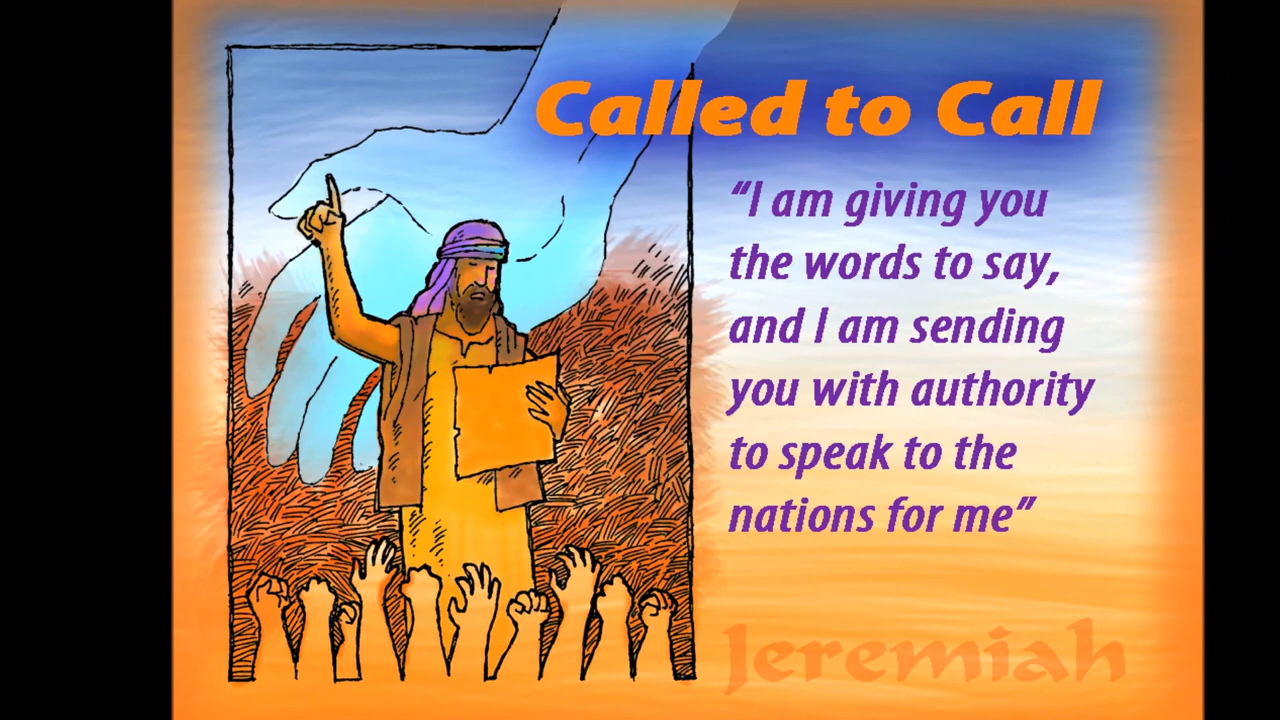 Called to Call
“I am giving you
the words to say,
and I am sending
you with authority
to speak to the
nations for me”
Jeremiah